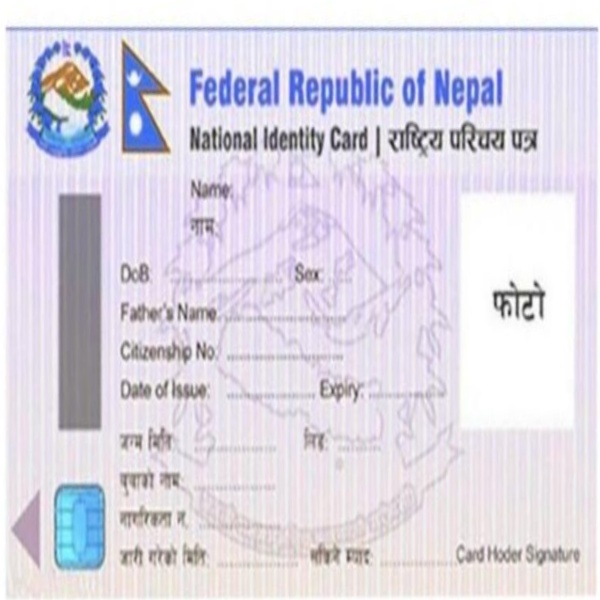 Federal Republic of Nepal
National Identity Card | राष्ट्रिय परिचय पत्र
Name:
नाम:
फोटो
DoB: Sex:
Father's Name
Citizenship No:
Date of Issue: Expiry:
जन्म मिति: लिङ्ग:
बुवाको नाम:
नागरिकता नं.
जारी गरेको मिति: सकिने म्याद:
Card Hoder Signature